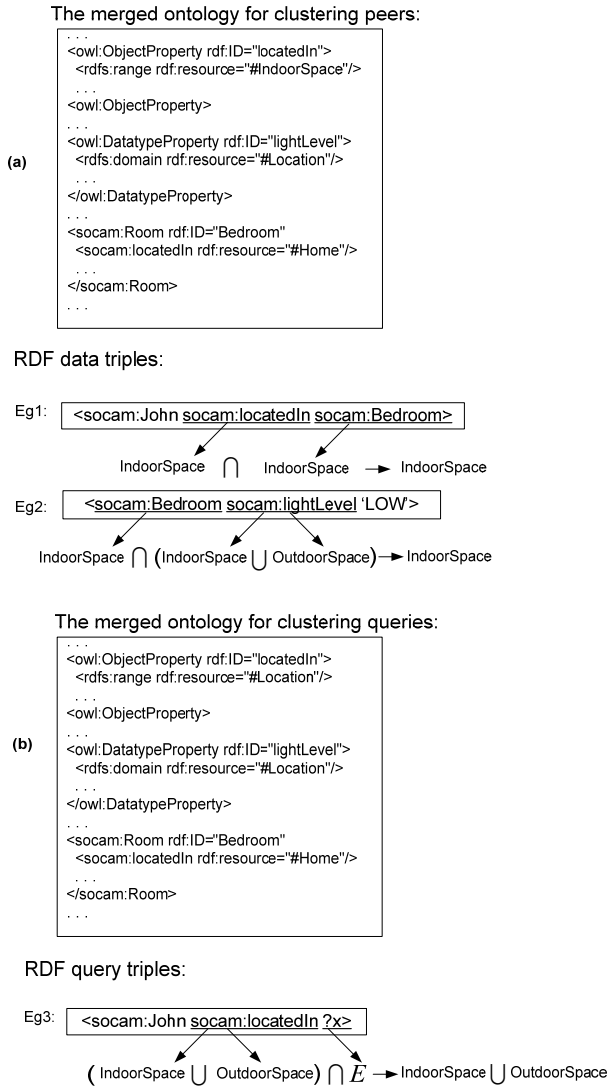 The merged ontology for clustering peers:
. . .
<owl:ObjectProperty rdf:ID="locatedIn">
<rdfs:range rdf:resource="#IndoorSpace"/>
. . .
<owl:ObjectProperty>
. . .
<owl:DatatypeProperty rdf:ID="lightLevel">
<rdfs:domain rdf:resource="#Location"/>
. . .
</owl:DatatypeProperty>
. . .
<socam:Room rdf:ID="Bedroom"
<socam:locatedIn rdf:resource="#Home"/>
. . .
</socam:Room>
. . .
(a)
RDF data triples:
Eg1: <socam:John socam:locatedIn socam:Bedroom>
IndoorSpace ∩ IndoorSpace → IndoorSpace
Eg2: <socam:Bedroom socam:lightLevel ‘LOW’>
IndoorSpace ∩ (IndoorSpace ∪ OutdoorSpace) → IndoorSpace
The merged ontology for clustering queries:
. . .
<owl:ObjectProperty rdf:ID="locatedIn">
<rdfs:range rdf:resource="#Location"/>
. . .
<owl:ObjectProperty>
. . .
<owl:DatatypeProperty rdf:ID="lightLevel">
<rdfs:domain rdf:resource="#Location"/>
. . .
</owl:DatatypeProperty>
. . .
<socam:Room rdf:ID="Bedroom"
<socam:locatedIn rdf:resource="#Home"/>
. . .
</socam:Room>
. . .
(b)
RDF query triples:
Eg3: <socam:John socam:locatedIn ?x>
( IndoorSpace ∪ OutdoorSpace) ∩ E → IndoorSpace ∪ OutdoorSpace